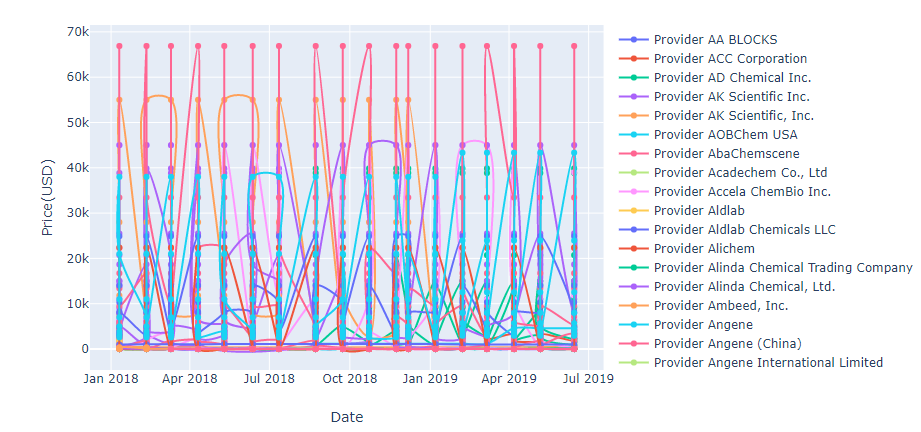 70k
60k
50k
40k
30k
20k
10k
0
Price(USD)
Jan 2018
Apr 2018
Jul 2018
Oct 2018
Jan 2019
Apr 2019
Jul 2019
Date
Provider AA BLOCKS
Provider ACC Corporation
Provider AD Chemical Inc.
Provider AK Scientific Inc.
Provider AK Scientific, Inc.
Provider AOBChem USA
Provider AbaChemscene
Provider Acadechem Co., Ltd
Provider Accela ChemBio Inc.
Provider Aldlab
Provider Aldlab Chemicals LLC
Provider Alichem
Provider Alinda Chemical Trading Company
Provider Alinda Chemical, Ltd.
Provider Ambeed, Inc.
Provider Angene
Provider Angene (China)
Provider Angene International Limited